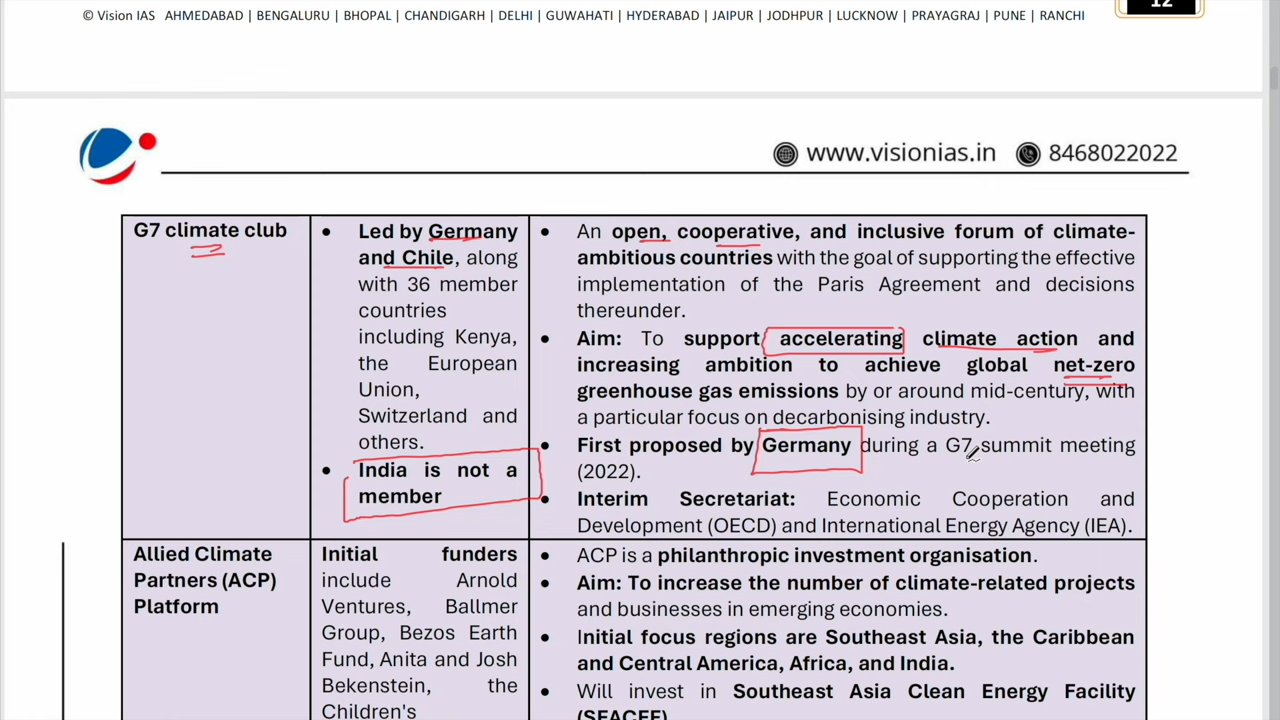 © Vision IAS AHMEDABAD | BENGALURU | BHOPAL | CHANDIGARH | DELHI | GUWAHATI | HYDERABAD | JAIPUR | JODHPUR | LUCKNOW | PRAYAGRAJ | PUNE | RANCHI
12
www.visionias.in 8468022022
G7 climate club
• Led by Germany
and Chile, along
with 36 member
countries
including Kenya,
the European
Union,
Switzerland and
others.
• India is not a
member
• An open, cooperative, and inclusive forum of climate-
ambitious countries with the goal of supporting the effective
implementation of the Paris Agreement and decisions
thereunder.
• Aim: To support accelerating climate action and
increasing ambition to achieve global net-zero
greenhouse gas emissions by or around mid-century, with
a particular focus on decarbonising industry.
• First proposed by Germany during a G7 summit meeting
(2022).
• Interim Secretariat: Economic Cooperation and
Development (OECD) and International Energy Agency (IEA).
Allied Climate
Partners (ACP)
Platform
Initial funders
include Arnold
Ventures, Ballmer
Group, Bezos Earth
Fund, Anita and Josh
Bekenstein, the
Children's
• ACP is a philanthropic investment organisation.
• Aim: To increase the number of climate-related projects
and businesses in emerging economies.
• Initial focus regions are Southeast Asia, the Caribbean
and Central America, Africa, and India.
• Will invest in Southeast Asia Clean Energy Facility
(SEACEF)